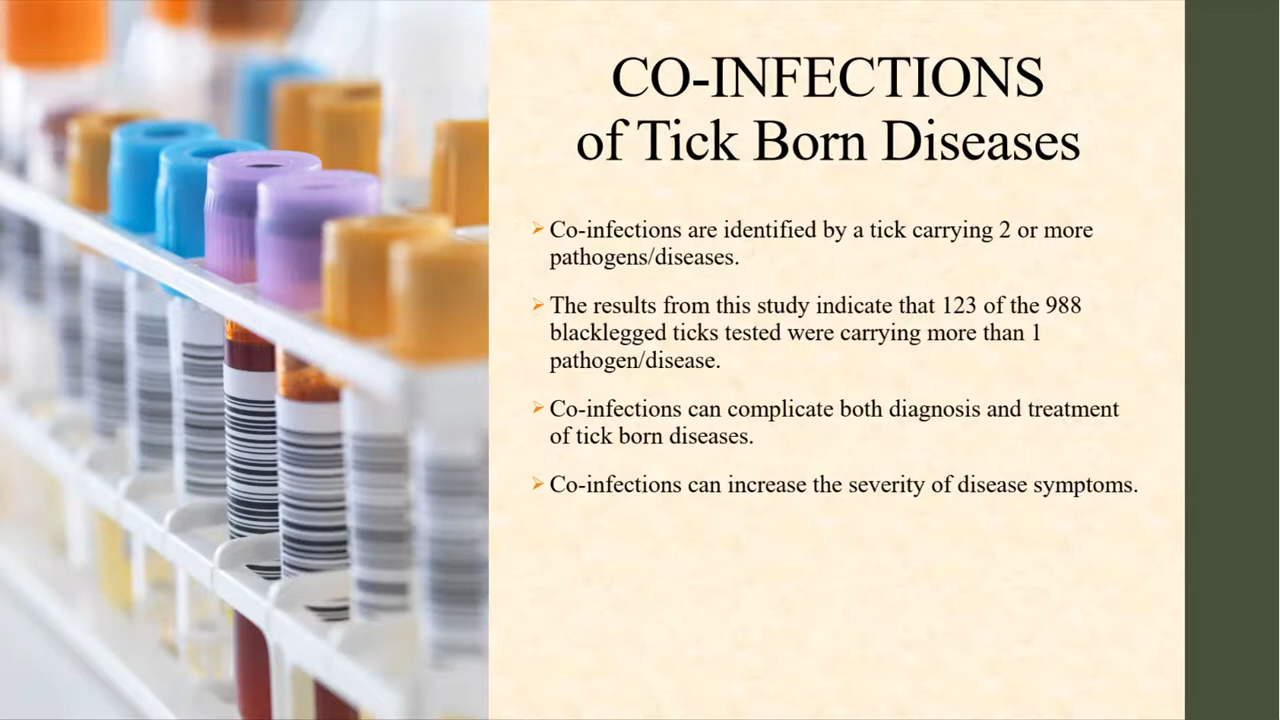 CO-INFECTIONS
of Tick Born Diseases
Co-infections are identified by a tick carrying 2 or more
pathogens/diseases.
The results from this study indicate that 123 of the 988
blacklegged ticks tested were carrying more than 1
pathogen/disease.
Co-infections can complicate both diagnosis and treatment
of tick born diseases.
Co-infections can increase the severity of disease symptoms.